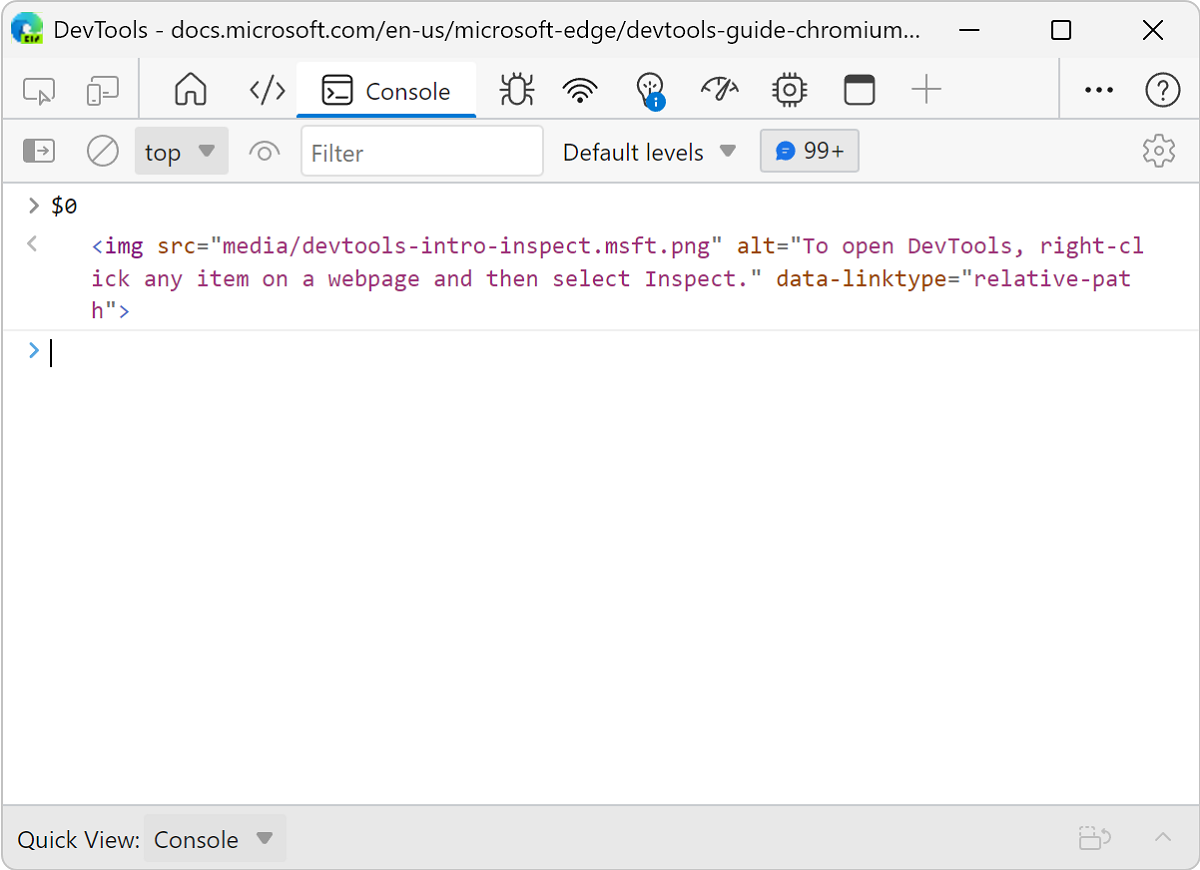 DevTools - docs.microsoft.com/en-us/microsoft-edge/devtools-guide-chromium...
Console
top Filter Default levels 99+
> $0
<img src="media/devtools-intro-inspect.msft.png" alt="To open DevTools, right-cl
ick any item on a webpage and then select Inspect." data-linktype="relative-pat
h">
Quick View: Console